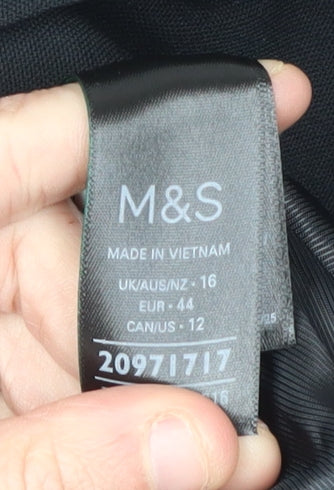 M&S
MADE IN VIETNAM
UK/AUS/NZ · 16
EUR · 44
CAN/US · 12
20971717